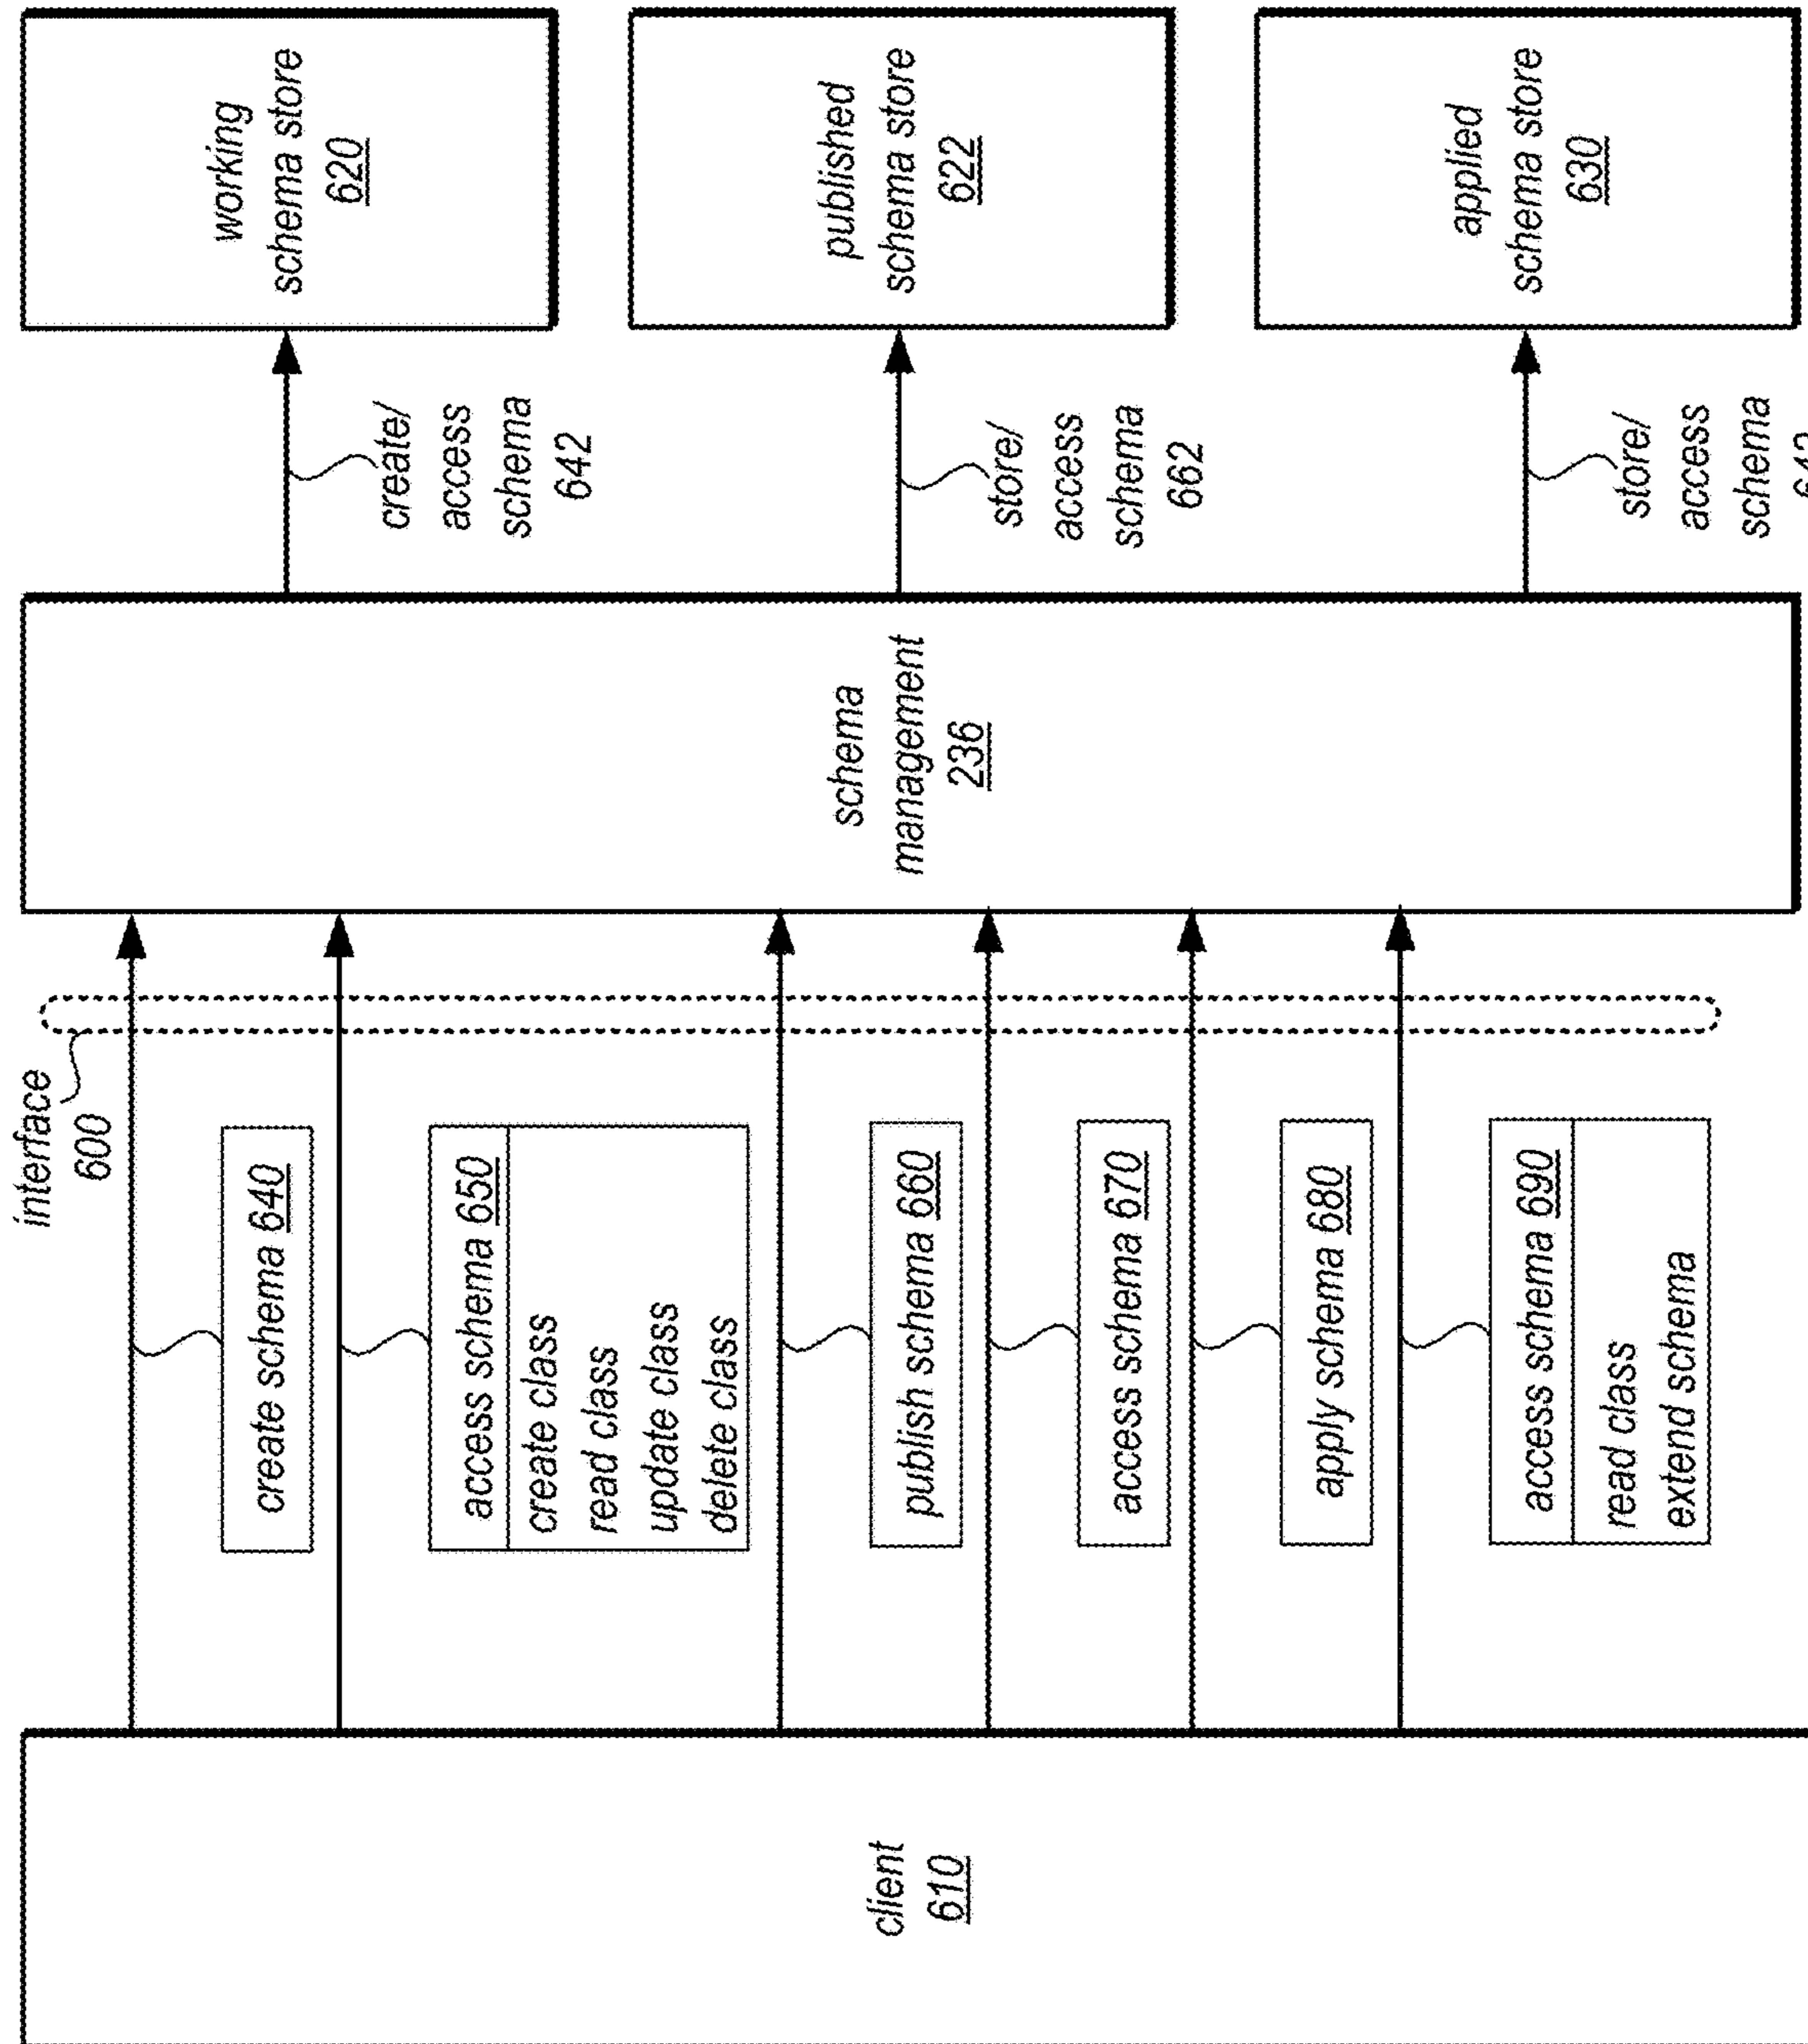 client
610
interface
600
create schema 640
access schema 650
create class
read class
update class
delete class
publish schema 660
access schema 670
apply schema 680
access schema 690
read class
extend schema
schema
management
236
create/
access
schema
642
store/
access
schema
662
store/
access
schema
working
schema store
620
published
schema store
622
applied
schema store
630